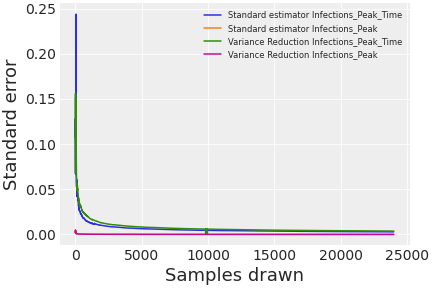 Standard error
0.25
0.20
0.15
0.10
0.05
0.00
Standard estimator Infections_Peak_Time
Standard estimator Infections_Peak
Variance Reduction Infections_Peak_Time
Variance Reduction Infections_Peak
0 5000 10000 15000 20000 25000
Samples drawn